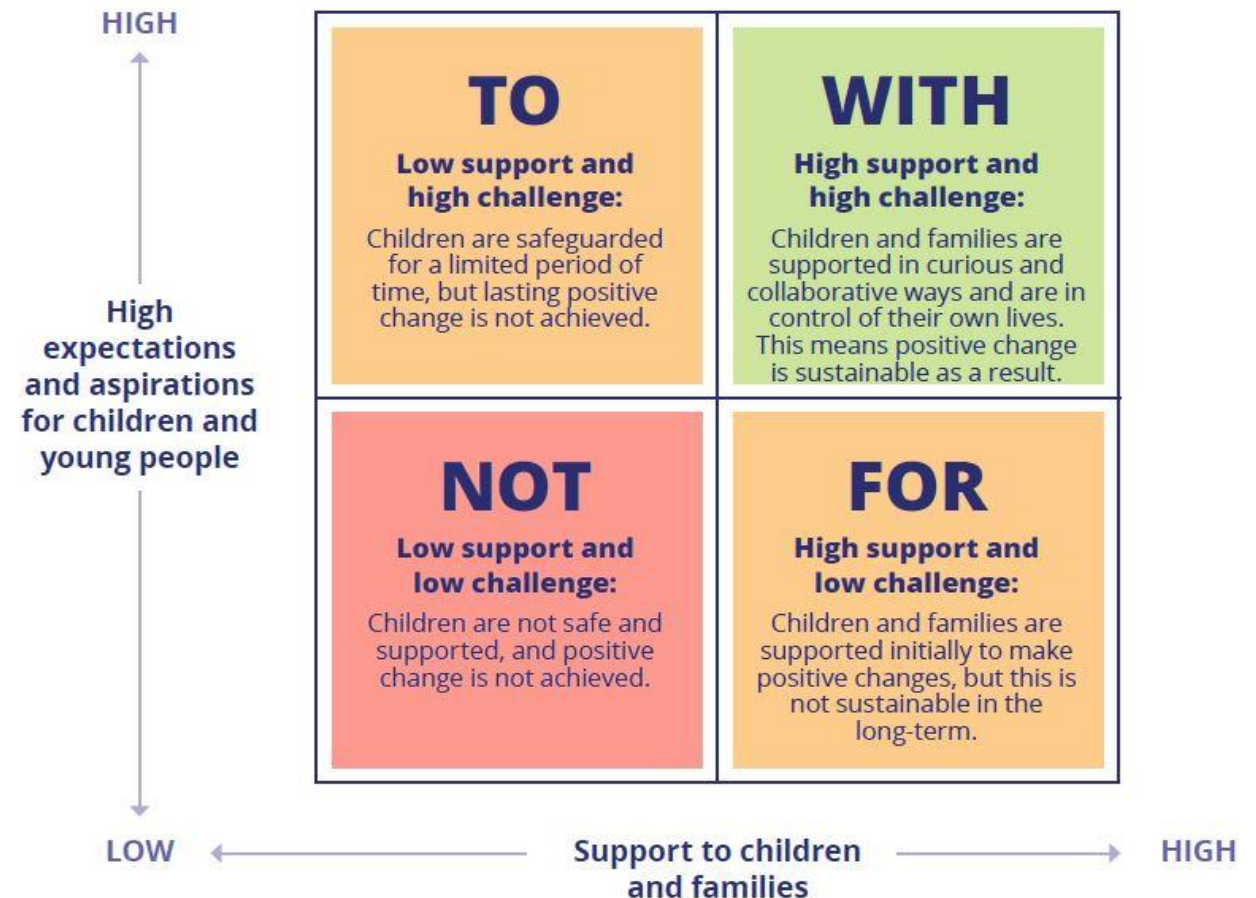 HIGH
TO
Low support and
high challenge:
Children are safeguarded
for a limited period of
time, but lasting positive
change is not achieved.
WITH
High support and
high challenge:
Children and families are
supported in curious and
collaborative ways and are in
control of their own lives.
This means positive change
is sustainable as a result.
High
expectations
and aspirations
for children and
young people
NOT
Low support and
low challenge:
Children are not safe and
supported, and positive
change is not achieved.
FOR
High support and
low challenge:
Children and families are
supported initially to make
positive changes, but this is
not sustainable in the
long-term.
LOW
Support to children
and families
HIGH